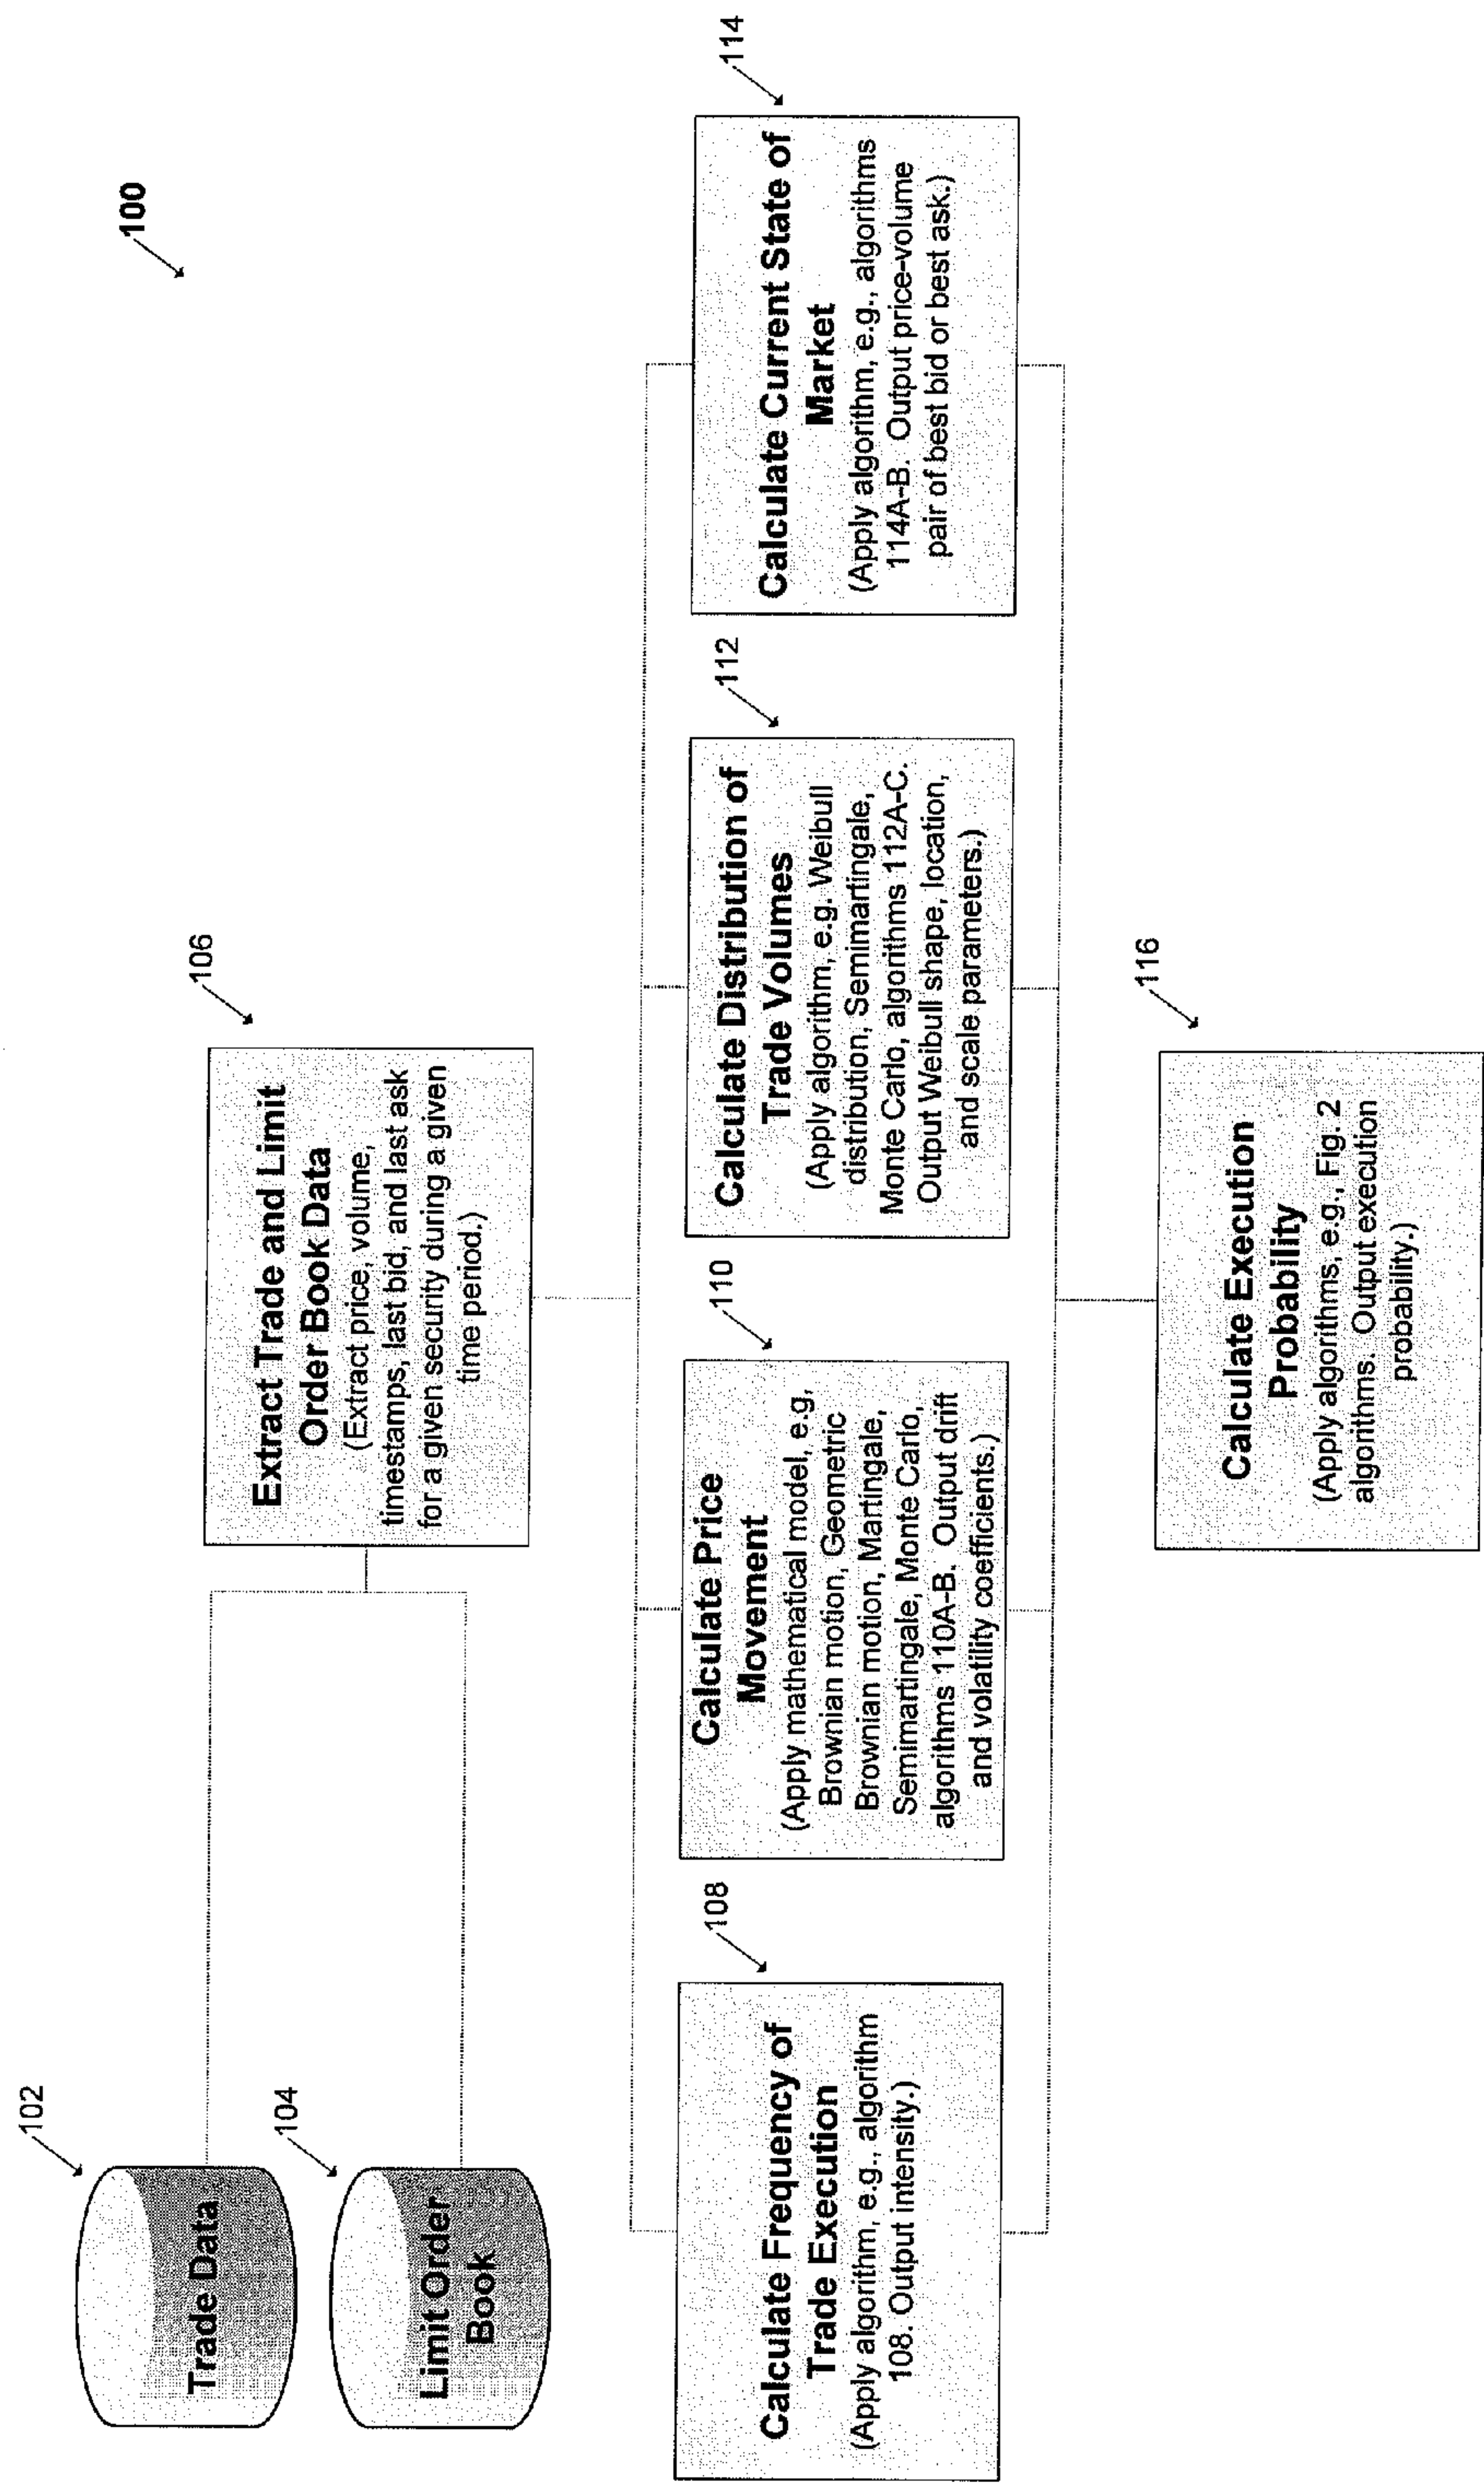 100
102
Trade Data
104
Limit Order
Book
106
Extract Trade and Limit
Order Book Data
(Extract price, volume,
timestamps, last bid, and last ask
for a given security during a given
time period.)
108
Calculate Frequency of
Trade Execution
(Apply algorithm, e.g., algorithm
108. Output intensity.)
110
Calculate Price
Movement
(Apply mathematical model, e.g,
Brownian motion, Geometric
Brownian motion, Martingale,
Semimartingale, Monte Carlo,
algorithms 110A-B. Output drift
and volatility coefficients.)
112
Calculate Distribution of
Trade Volumes
(Apply algorithm, e.g. Weibull
distribution, Semimartingale,
Monte Carlo, algorithms 112A-C.
Output Weibull shape, location,
and scale parameters.)
114
Calculate Current State of
Market
(Apply algorithm, e.g., algorithms
114A-B. Output price-volume
pair of best bid or best ask.)
116
Calculate Execution
Probability
(Apply algorithms, e.g., Fig. 2
algorithms. Output execution
probability.)